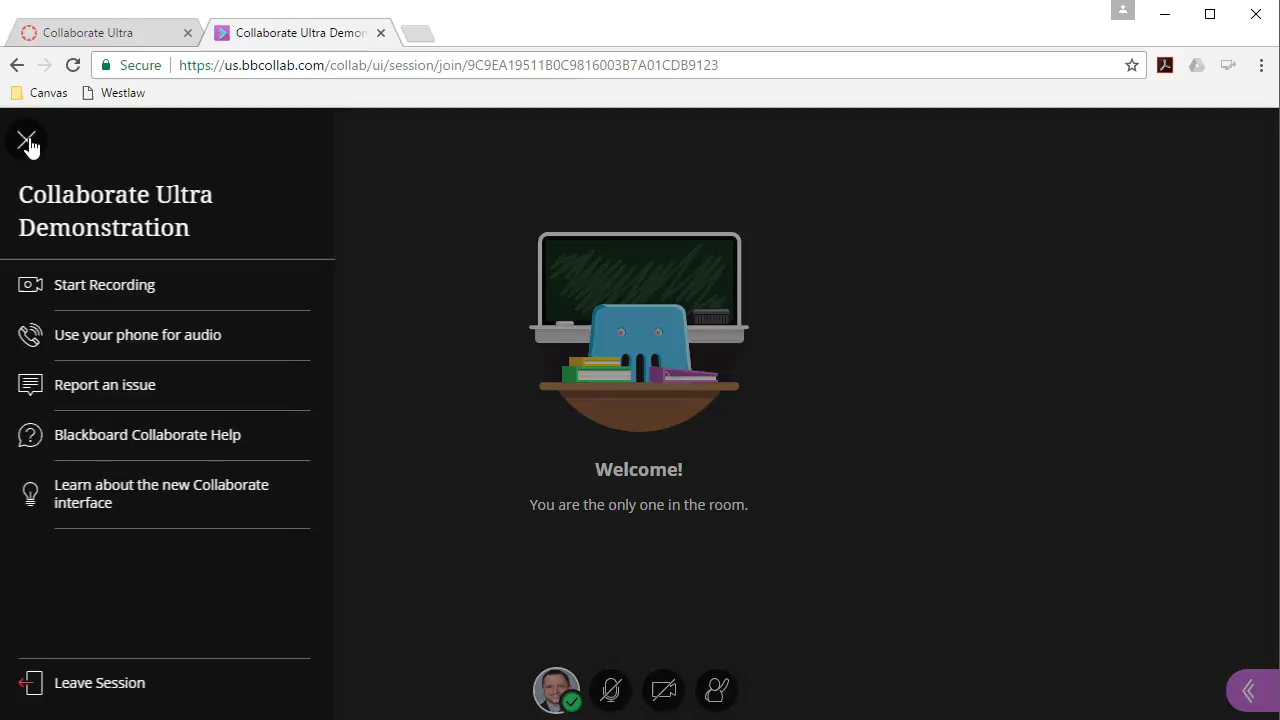 Collaborate Ultra
Collaborate Ultra Demon
Secure
https://us.bbcollab.com/collab/ui/session/join/9C9EA19511B0C9816003B7A01CDB9123
Canvas
Westlaw
Collaborate Ultra
Demonstration
Start Recording
Use your phone for audio
Report an issue
Blackboard Collaborate Help
Learn about the new Collaborate
interface
Leave Session
Welcome!
You are the only one in the room.